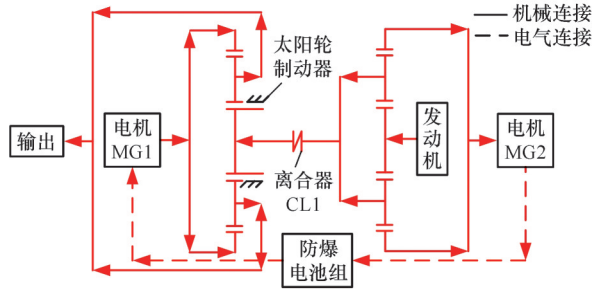 机械连接
电气连接
太阳轮
制动器
输出
电机
MG1
离合器
CL1
发动机
电机
MG2
防爆
电池组